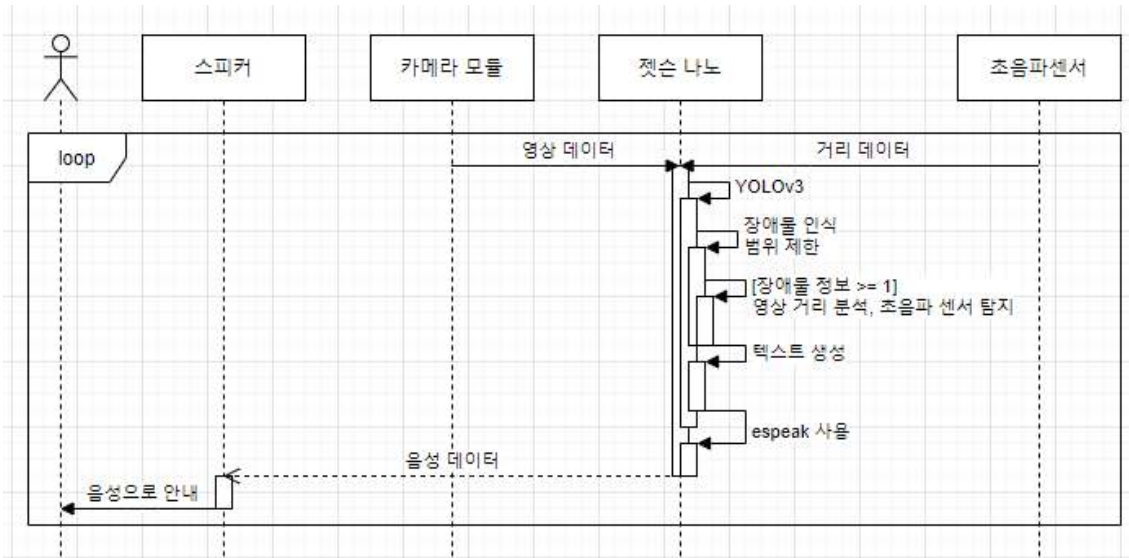 스피커
카메라 모듈
젯슨 나노
초음파센서
loop
영상 데이터
거리 데이터
YOLOv3
장애물 인식
범위 제한
[장애물 정보 >= 1]
영상 거리 분석, 초음파 센서 탐지
텍스트 생성
espeak 사용
음성 데이터
음성으로 안내